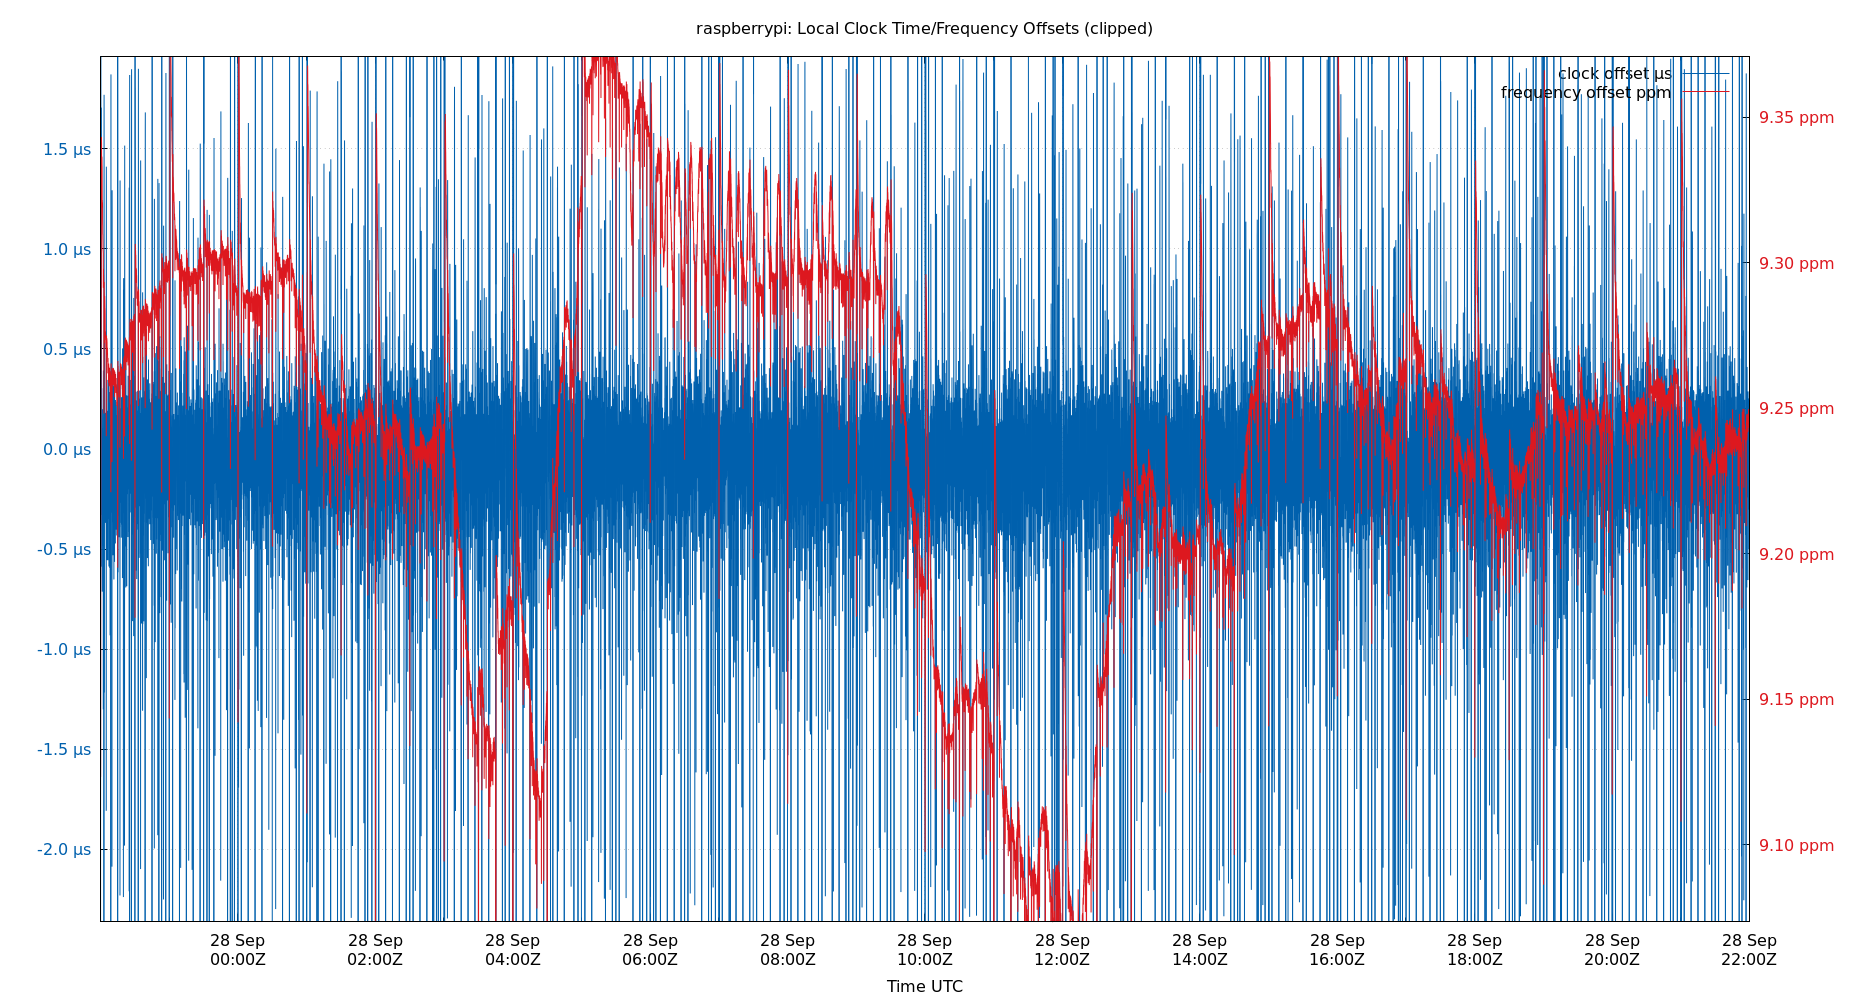 raspberrypi: Local Clock Time/Frequency Offsets (clipped)
clock offset µs
frequency offset ppm
1.5 µs
1.0 µs
0.5 µs
0.0 µs
-0.5 µs
-1.0 µs
-1.5 µs
-2.0 µs
9.35 ppm
9.30 ppm
9.25 ppm
9.20 ppm
9.15 ppm
9.10 ppm
28 Sep 28 Sep 28 Sep 28 Sep 28 Sep 28 Sep 28 Sep 28 Sep 28 Sep 28 Sep 28 Sep 28 Sep
00:00Z 02:00Z 04:00Z 06:00Z 08:00Z 10:00Z 12:00Z 14:00Z 16:00Z 18:00Z 20:00Z 22:00Z
Time UTC